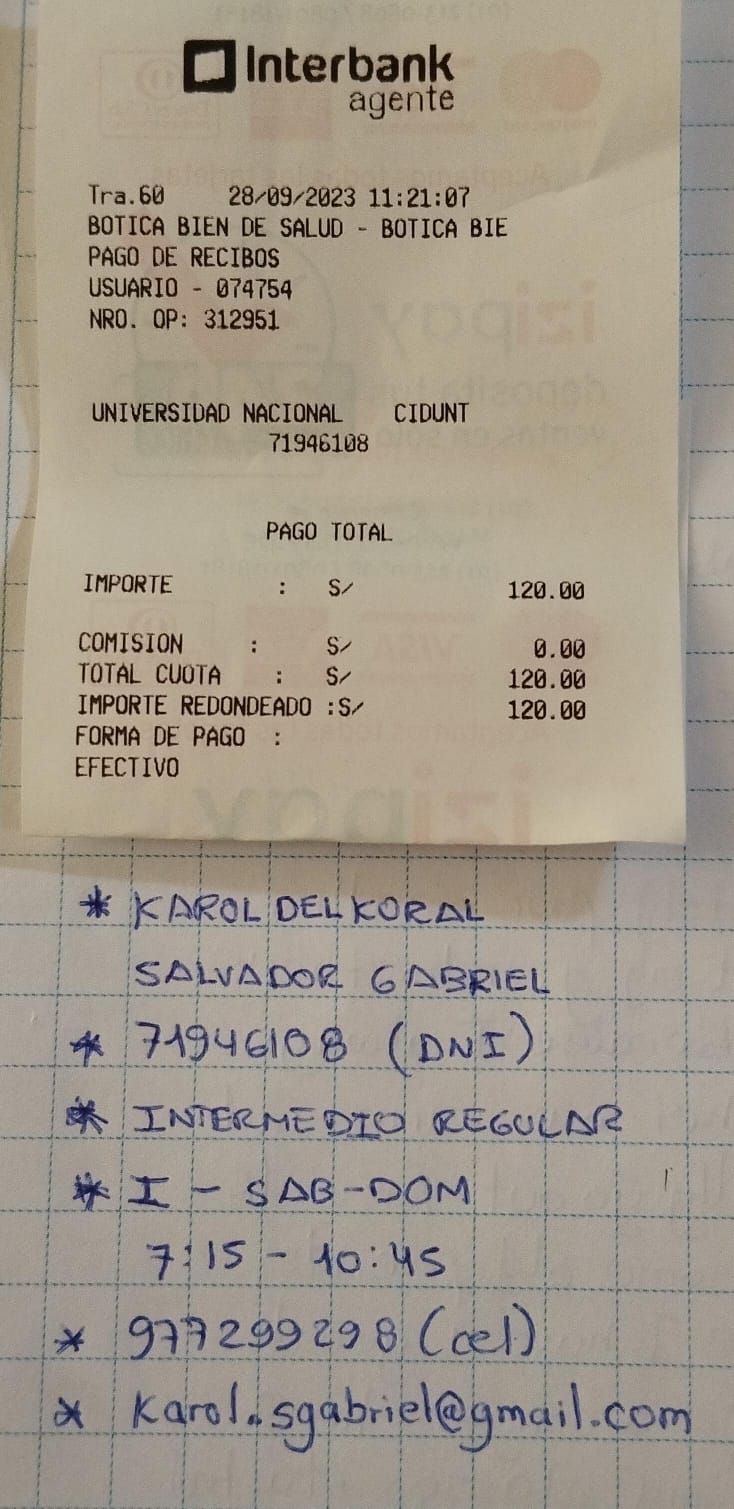 Interbank
agente
Tra.60 28/09/2023 11:21:07
BOTICA BIEN DE SALUD - BOTICA BIE
PAGO DE RECIBOS
USUARIO - 074754
NRO. OP: 312951
UNIVERSIDAD NACIONAL CIDUNT
71946108
PAGO TOTAL
IMPORTE : S/ 120.00
COMISION : S/ 0.00
TOTAL CUOTA : S/ 120.00
IMPORTE REDONDEADO :S/ 120.00
FORMA DE PAGO :
EFECTIVO
* KAROL DEL KORAL
SALVADOR GABRIEL
* 71946108 (DNI)
* INTERMEDIO REGULAR
* I - SAB-DOM
7:15 - 10:45
* 977299298 (cel)
* Karol.sgabriel@gmail.com